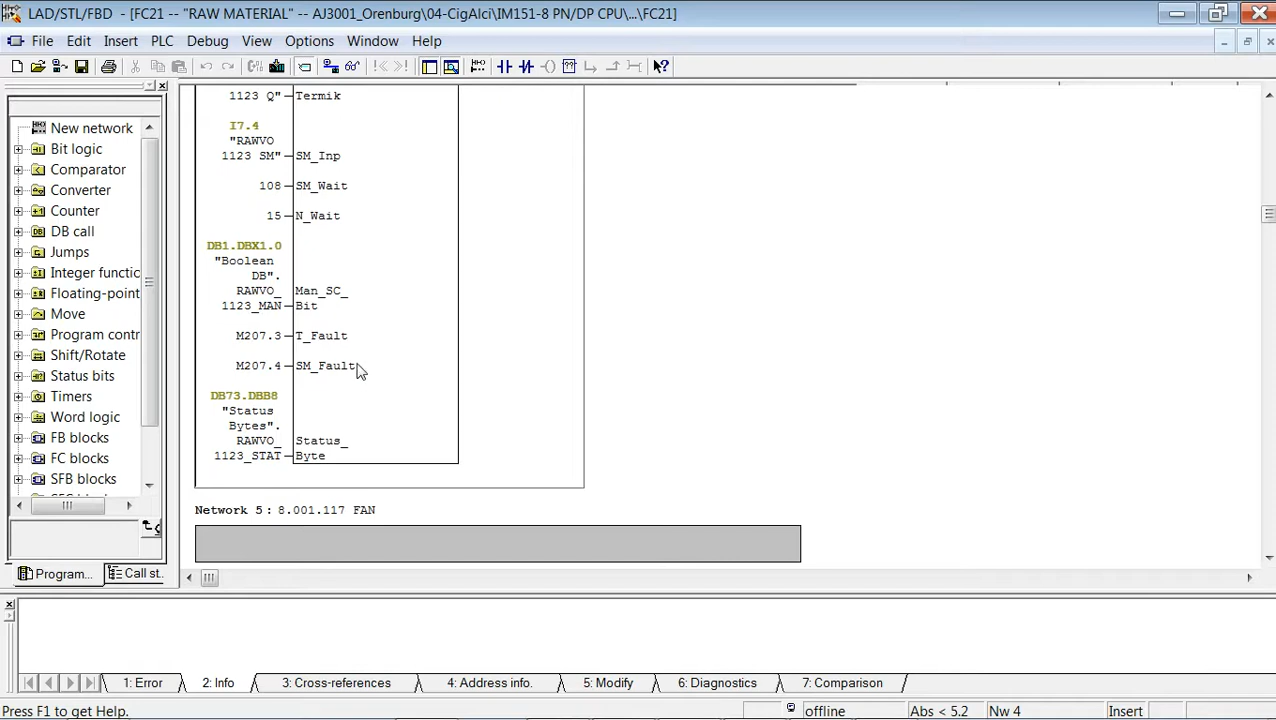 LAD/STL/FBD - [FC21 -- "RAW MATERIAL" -- AJ3001_Orenburg\04-CigAlci\IM151-8 PN/DP CPU\...\FC21]
File Edit Insert PLC Debug View Options Window Help
New network
Bit logic
Comparator
Converter
Counter
DB call
Jumps
Integer functic
Floating-point
Move
Program contr
Shift/Rotate
Status bits
Timers
Word logic
FB blocks
FC blocks
SFB blocks
Program...
Call st.
1123 Q" Termik
I7.4
"RAWVO
1123 SM" SM_Inp
108 SM_Wait
15 N_Wait
DB1.DBX1.0
"Boolean
DB".
RAWVO_ Man_SC_
1123_MAN Bit
M207.3 T_Fault
M207.4 SM_Fault
DB73.DBB8
"Status
Bytes".
RAWVO_ Status_
1123_STAT Byte
Network 5 : 8.001.117 FAN
1: Error 2: Info 3: Cross-references 4: Address info. 5: Modify 6: Diagnostics 7: Comparison
Press F1 to get Help. offline Abs < 5.2 Nw 4 Insert